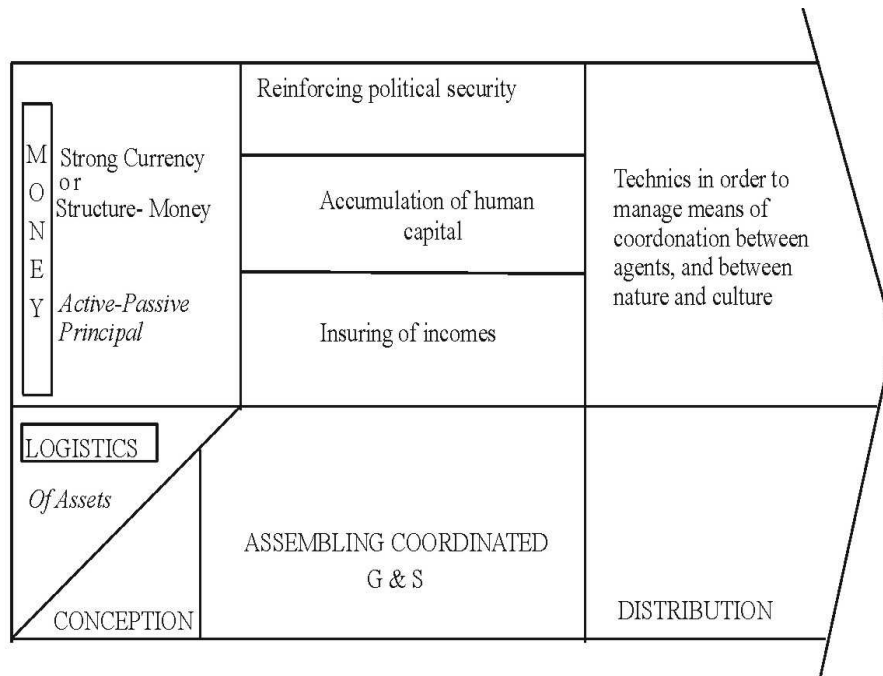 MONEY
Strong Currency
or
Structure- Money
Active-Passive
Principal
Reinforcing political security
Accumulation of human
capital
Insuring of incomes
Technics in order to
manage means of
coordonation between
agents, and between
nature and culture
LOGISTICS
Of Assets
CONCEPTION
ASSEMBLING COORDINATED
G & S
DISTRIBUTION